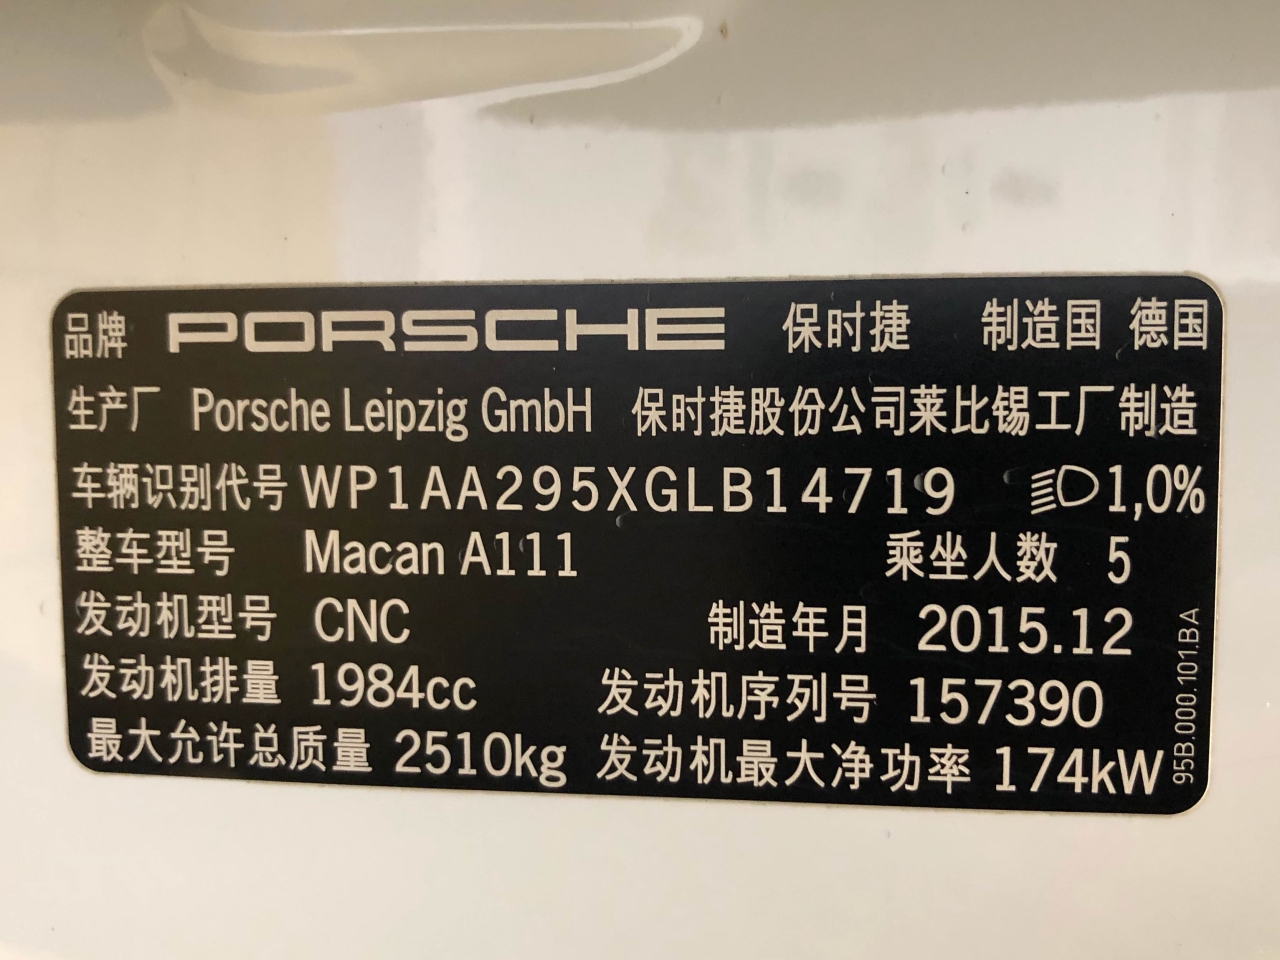 品牌 PORSCHE 保时捷 制造国 德国
生产厂 Porsche Leipzig GmbH 保时捷股份公司莱比锡工厂制造
车辆识别代号 WP1AA295XGLB14719 1,0%
整车型号 Macan A111 乘坐人数 5
发动机型号 CNC 制造年月 2015.12
发动机排量 1984cc 发动机序列号 157390
最大允许总质量 2510kg 发动机最大净功率 174kW
95B.000.101.BA